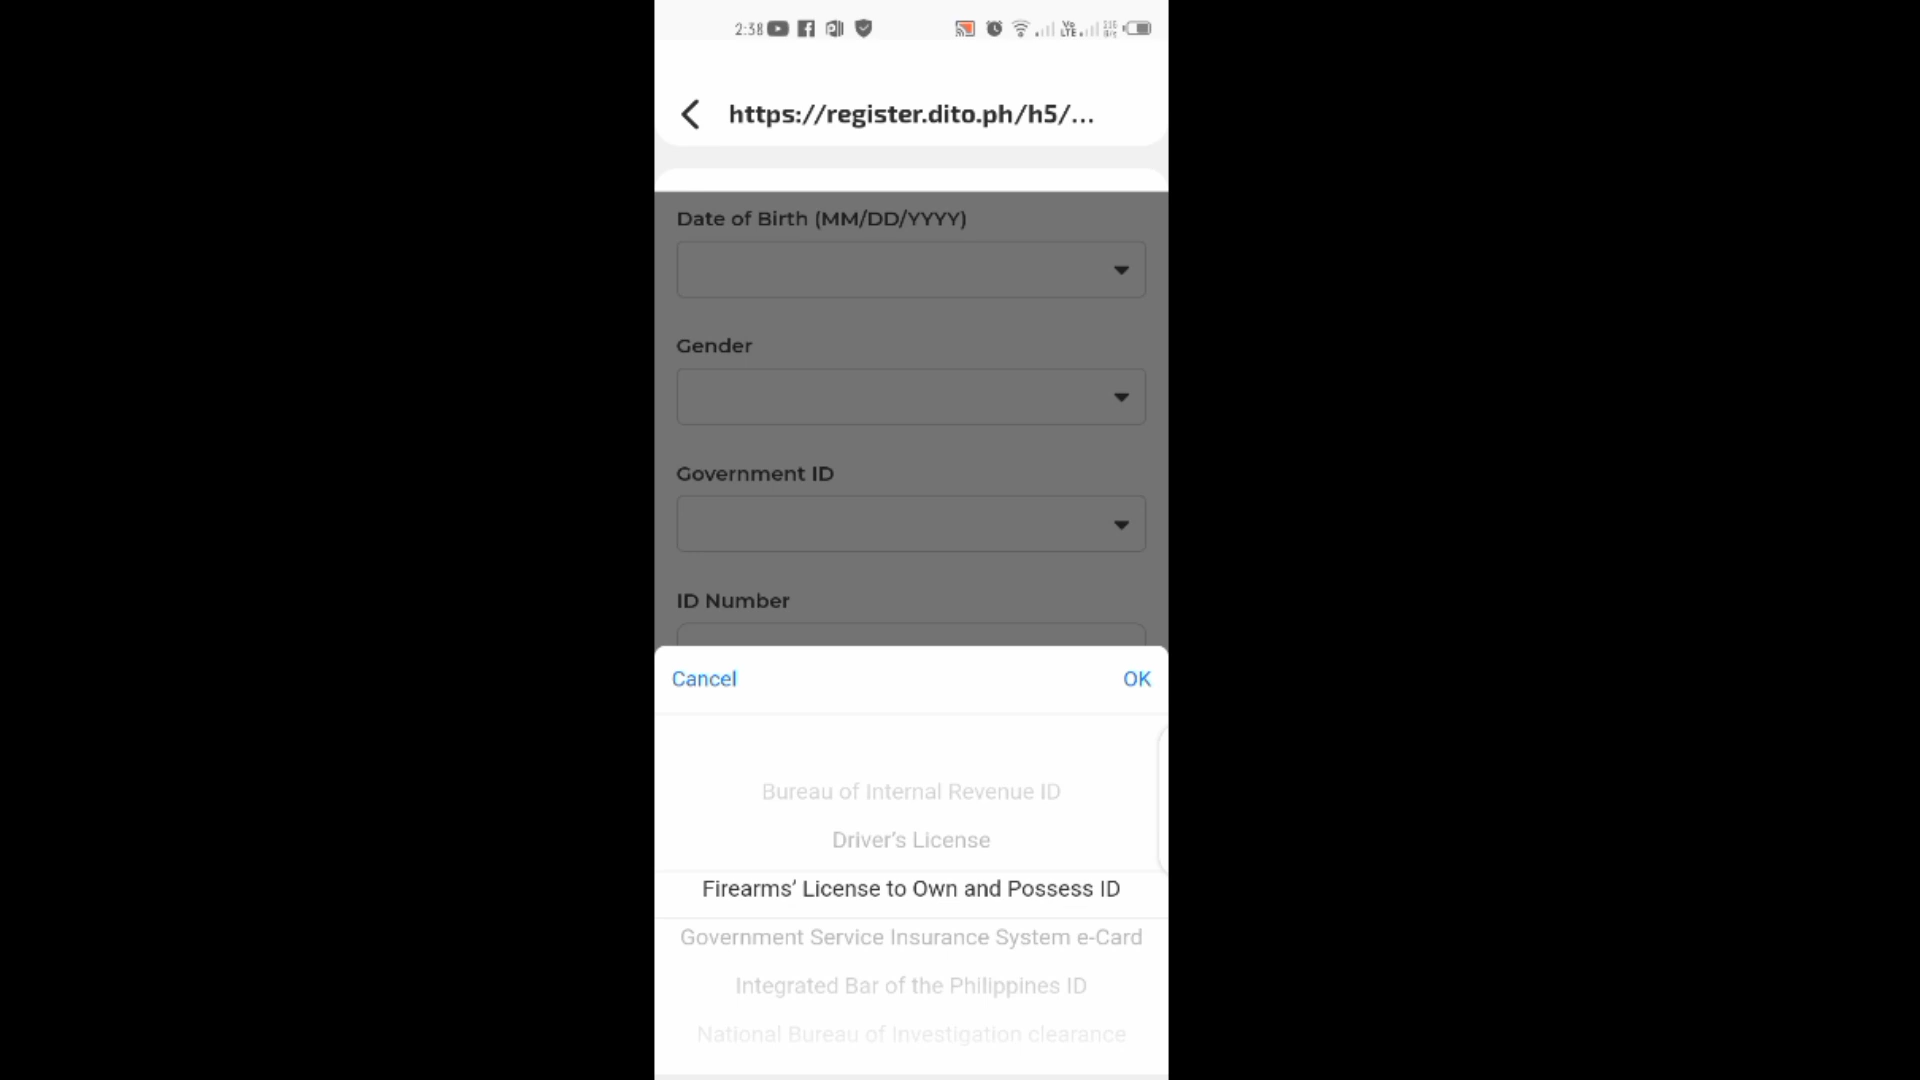 2:38
https://register.dito.ph/h5/...
Date of Birth (MM/DD/YYYY)
Gender
Government ID
ID Number
Cancel OK
Bureau of Internal Revenue ID
Driver’s License
Firearms’ License to Own and Possess ID
Government Service Insurance System e-Card
Integrated Bar of the Philippines ID
National Bureau of Investigation clearance